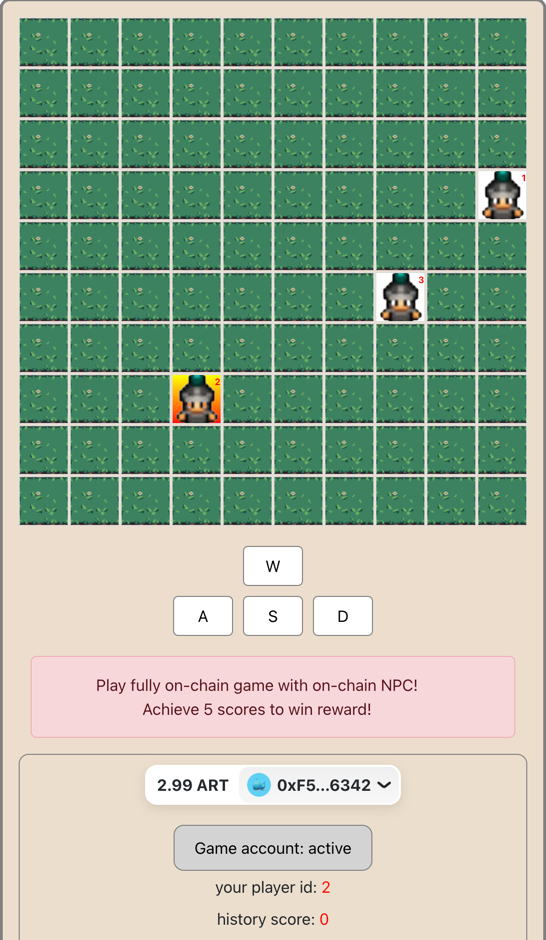 1
3
2
W
A S D
Play fully on-chain game with on-chain NPC!
Achieve 5 scores to win reward!
2.99 ART 0xF5...6342
Game account: active
your player id: 2
history score: 0